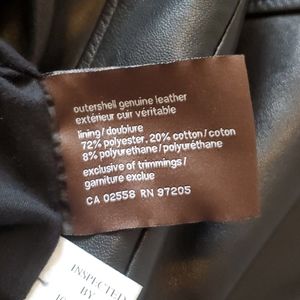 outershell genuine leather
extérieur cuir véritable
lining / doublure
72% polyester, 20% cotton / coton
8% polyurethane / polyuréthane
exclusive of trimmings /
garniture exclue
CA 02558 RN 97205
INSPECTED
BY